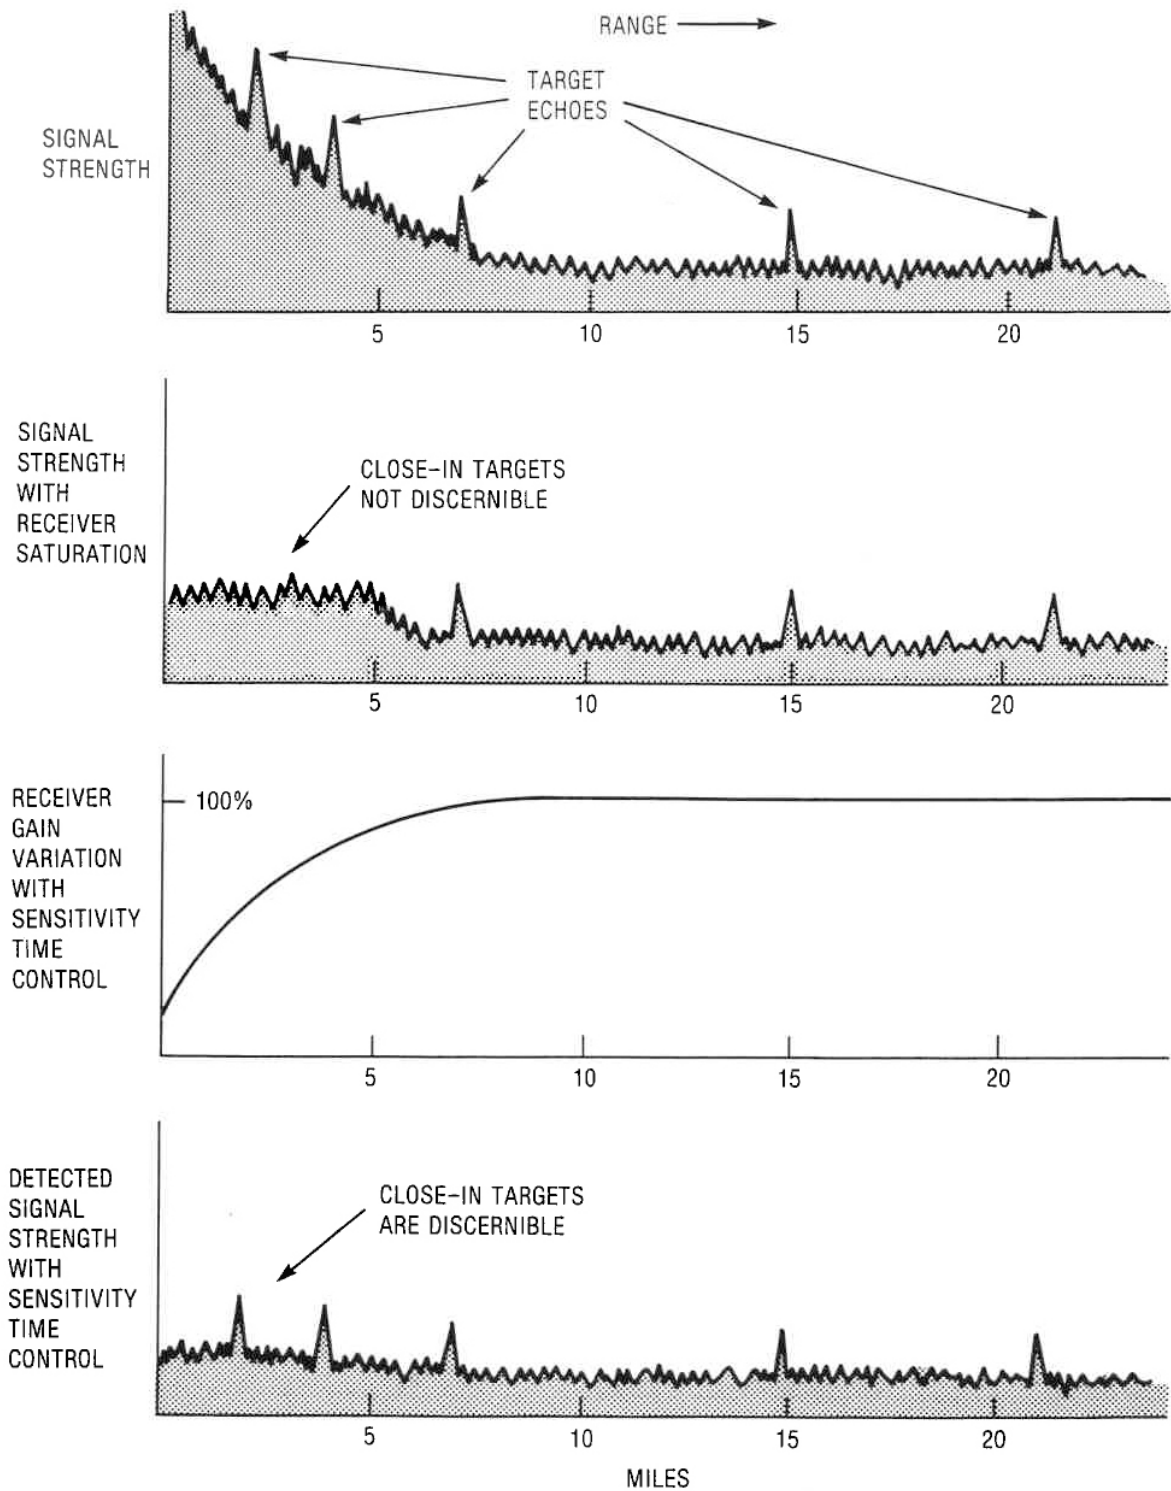 RANGE
TARGET
ECHOES
SIGNAL
STRENGTH
5
10
15
20
SIGNAL
STRENGTH
WITH
RECEIVER
SATURATION
CLOSE-IN TARGETS
NOT DISCERNIBLE
5
10
15
20
RECEIVER
GAIN
VARIATION
WITH
SENSITIVITY
TIME
CONTROL
100%
5
10
15
20
DETECTED
SIGNAL
STRENGTH
WITH
SENSITIVITY
TIME
CONTROL
CLOSE-IN TARGETS
ARE DISCERNIBLE
5
10
15
20
MILES